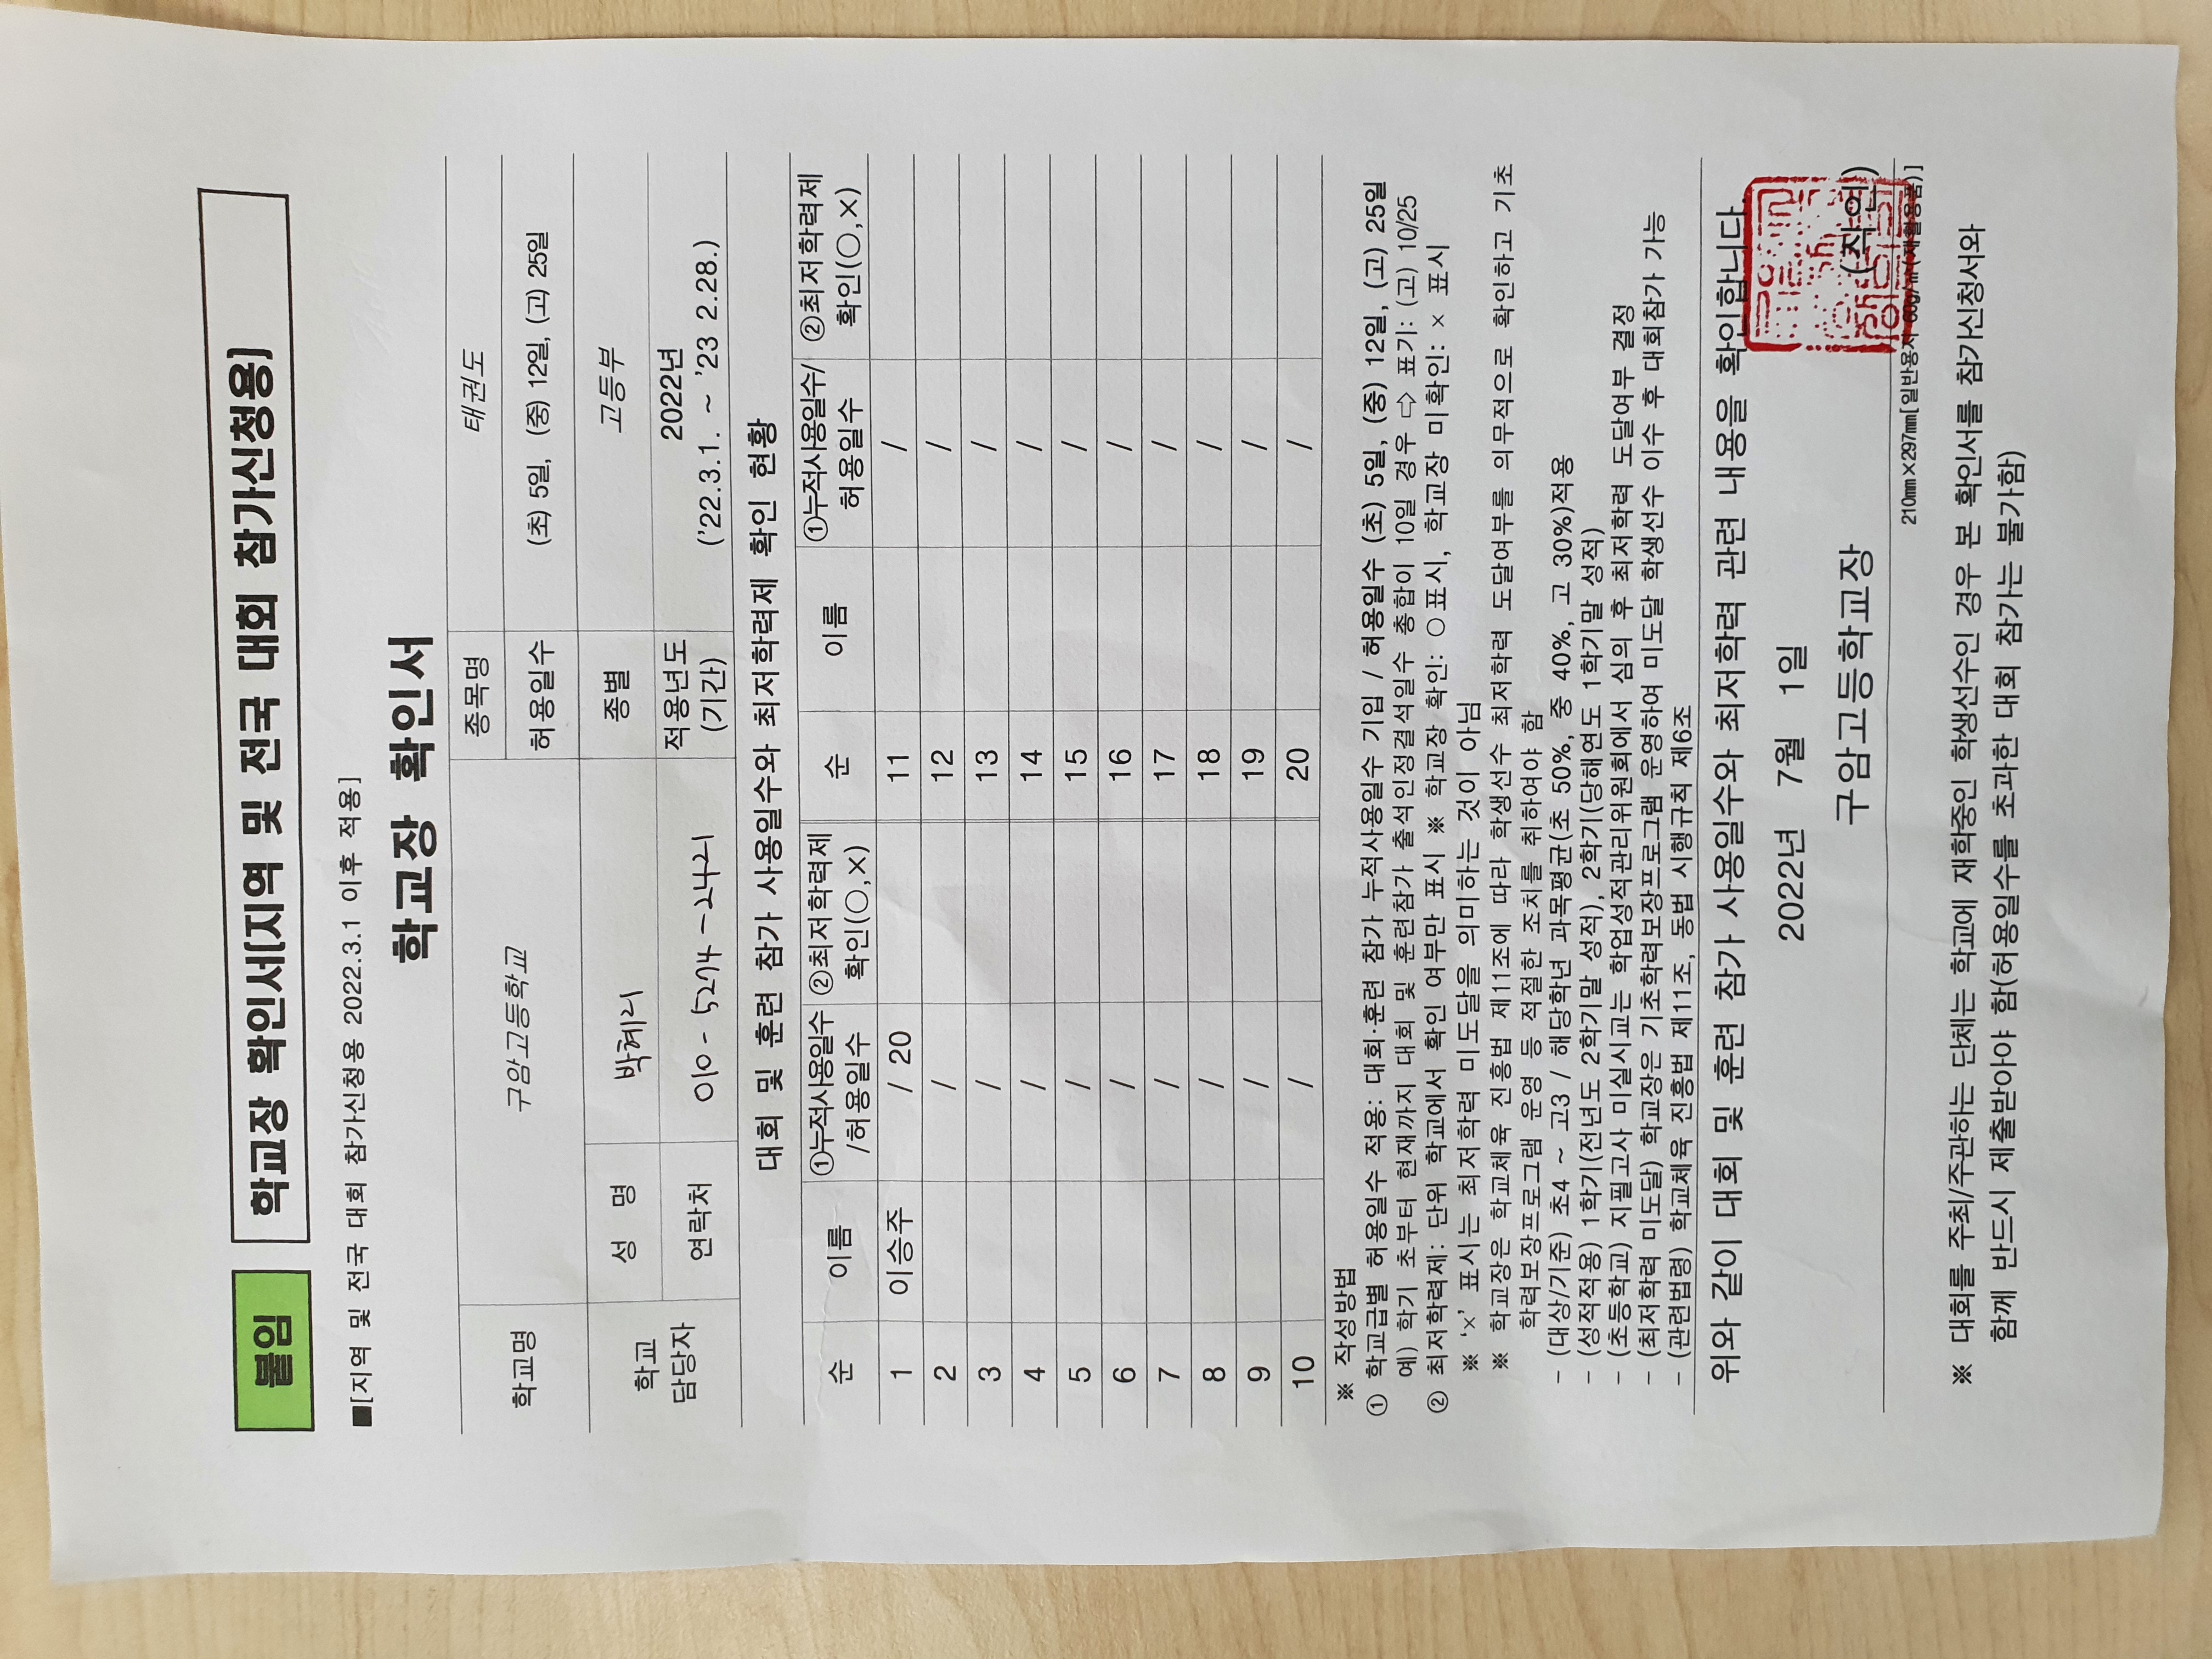 붙임 학교장 확인서[지역 및 전국 대회 참가신청용]
■[지역 및 전국 대회 참가신청용 2022.3.1 이후 적용]
학교장 확인서
학교명 구암고등학교 종목명 태권도
허용일수 (초) 5일, (중) 12일, (고) 25일
학교 담당자 성 명 박혜리 종별 고등부
연락처 010-5274-2421 적용년도 (기간) 2022년 ('22.3.1. ~ '23 2.28.)
대회 및 훈련 참가 사용일수와 최저학력제 확인 현황
순 이름 ①누적사용일수/허용일수 ②최저학력제 확인(○,×) 순 이름 ①누적사용일수/허용일수 ②최저학력제 확인(○,×)
1 이승주 / 20 11 /
2 / 12 /
3 / 13 /
4 / 14 /
5 / 15 /
6 / 16 /
7 / 17 /
8 / 18 /
9 / 19 /
10 / 20 /
※ 작성방법
① 학교급별 허용일수 적용: 대회·훈련 참가 누적사용일수 기입 / 허용일수 (초) 5일, (중) 12일, (고) 25일
예) 학기 초부터 현재까지 대회 및 훈련참가 출석인정결석일수 총합이 10일 경우 ⇨ 표기: (고) 10/25
② 최저학력제: 단위 학교에서 확인 여부만 표시 ※ 학교장 확인: ○표시, 학교장 미확인: × 표시
※ '×' 표시는 최저학력 미도달을 의미하는 것이 아님
※ 학교장은 학교체육 진흥법 제11조에 따라 학생선수 최저학력 도달여부를 의무적으로 확인하고 기초
학력보장프로그램 운영 등 적절한 조치를 취하여야 함
- (대상/기준) 초4 ~ 고3 / 해당학년 과목평균(초 50%, 중 40%, 고 30%)적용
- (성적적용) 1학기(전년도 2학기말 성적), 2학기(당해연도 1학기말 성적)
- (초등학교) 지필고사 미실시교는 학업성적관리위원회에서 심의 후 최저학력 도달여부 결정
- (최저학력 미도달) 학교장은 기초학력보장프로그램 운영하여 미도달 학생선수 이수 후 대회참가 가능
- (관련법령) 학교체육 진흥법 제11조, 동법 시행규칙 제6조
위와 같이 대회 및 훈련 참가 사용일수와 최저학력 관련 내용을 확인합니다
2022년 7월 1일
구암고등학교장 (직인)
210㎜×297㎜[일반용지 60g/㎡(재활용품)]
※ 대회를 주최/주관하는 단체는 학교에 재학중인 학생선수인 경우 본 확인서를 참가신청서와
함께 반드시 제출받아야 함(허용일수를 초과한 대회 참가는 불가함)